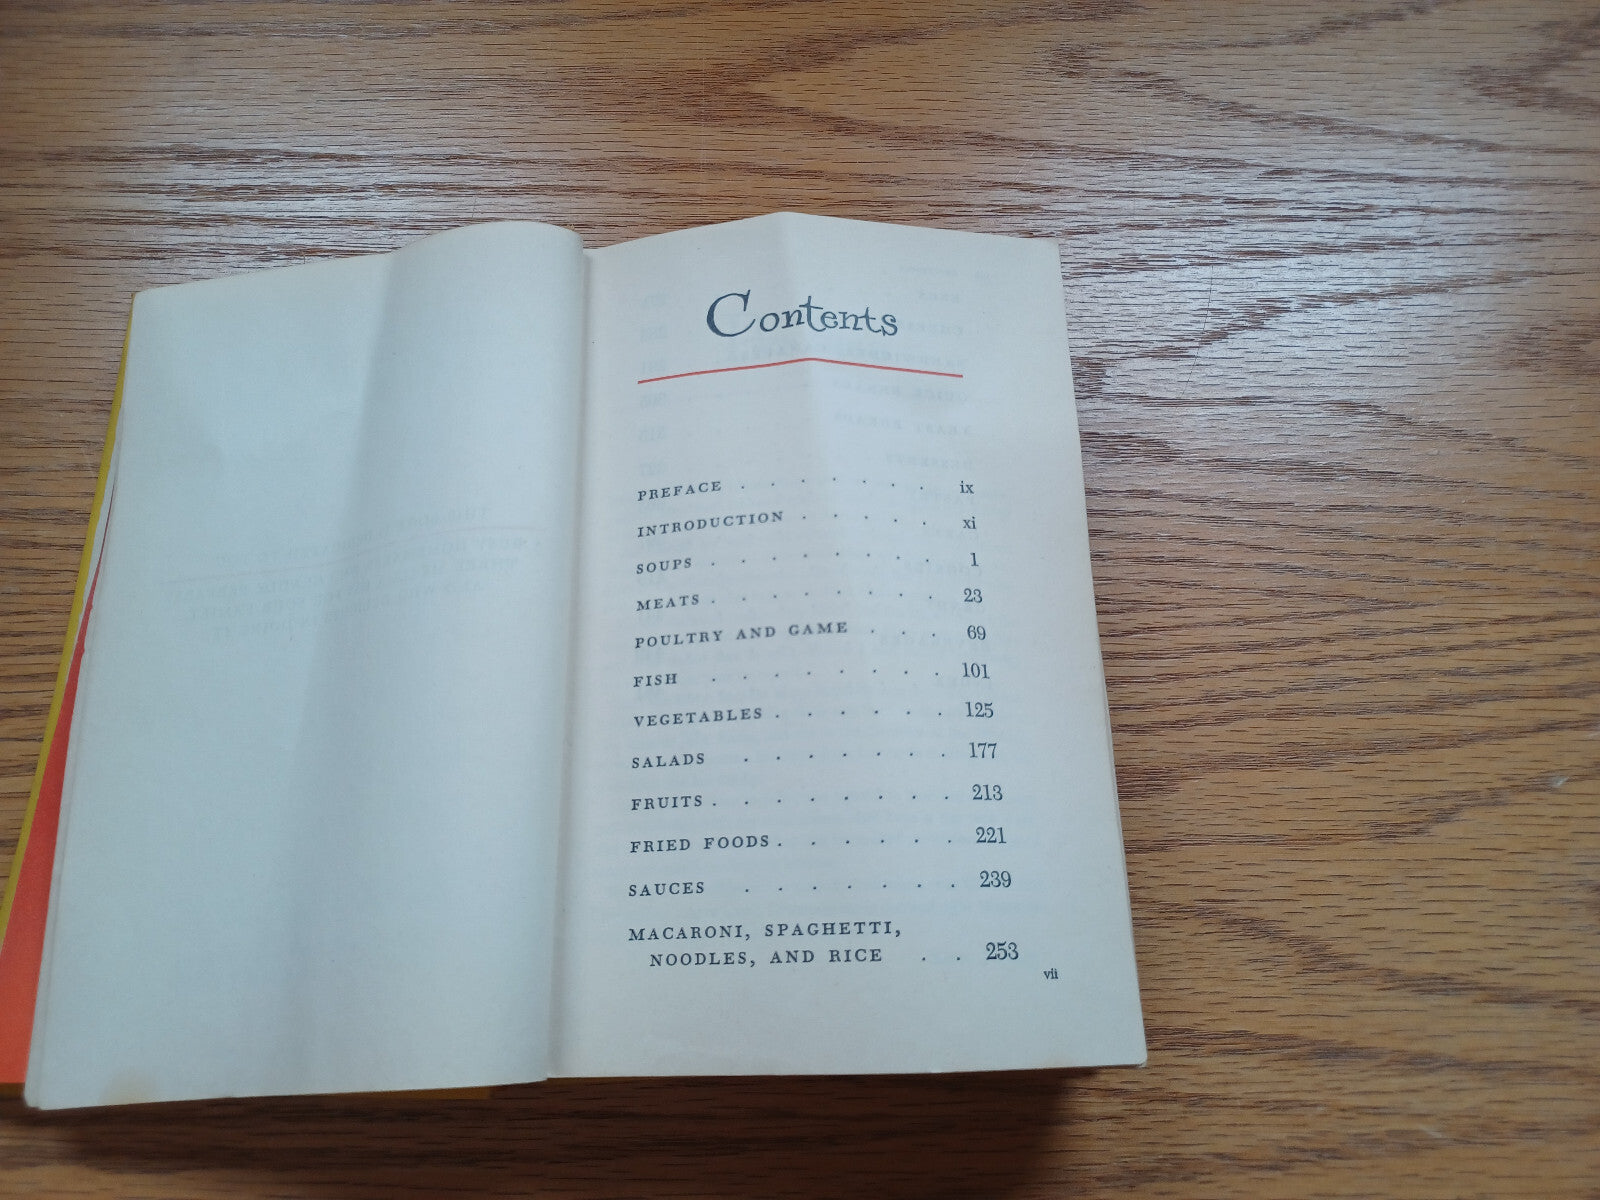 Contents
PREFACE . . . . . . ix
INTRODUCTION . . . . xi
SOUPS . . . . . . . 1
MEATS . . . . . . . 23
POULTRY AND GAME . . . 69
FISH . . . . . . . . 101
VEGETABLES . . . . . . 125
SALADS . . . . . . . 177
FRUITS . . . . . . . . 213
FRIED FOODS . . . . . . 221
SAUCES . . . . . . . 239
MACARONI, SPAGHETTI,
NOODLES, AND RICE . . 253
vii